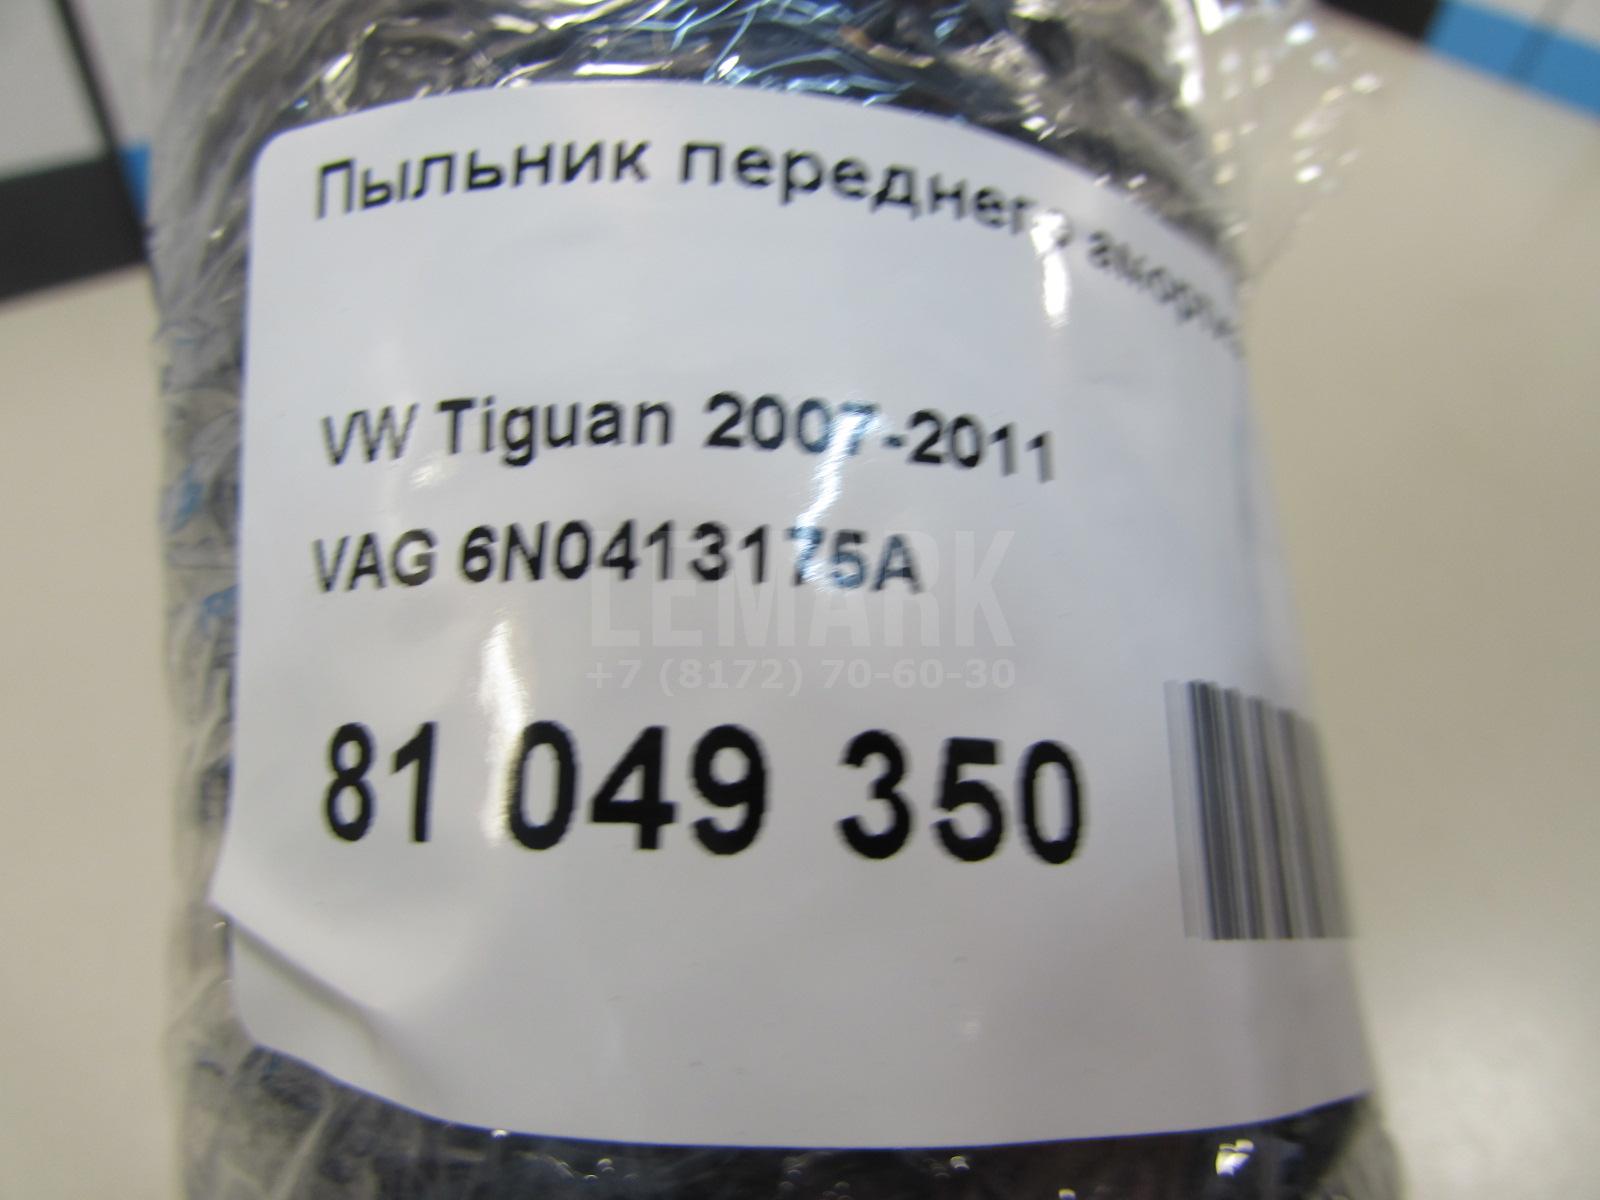 Пыльник переднего
VW Tiguan 2007-2011
VAG 6N0413175A
LEMARK
+7 (8172) 70-60-30
81 049 350